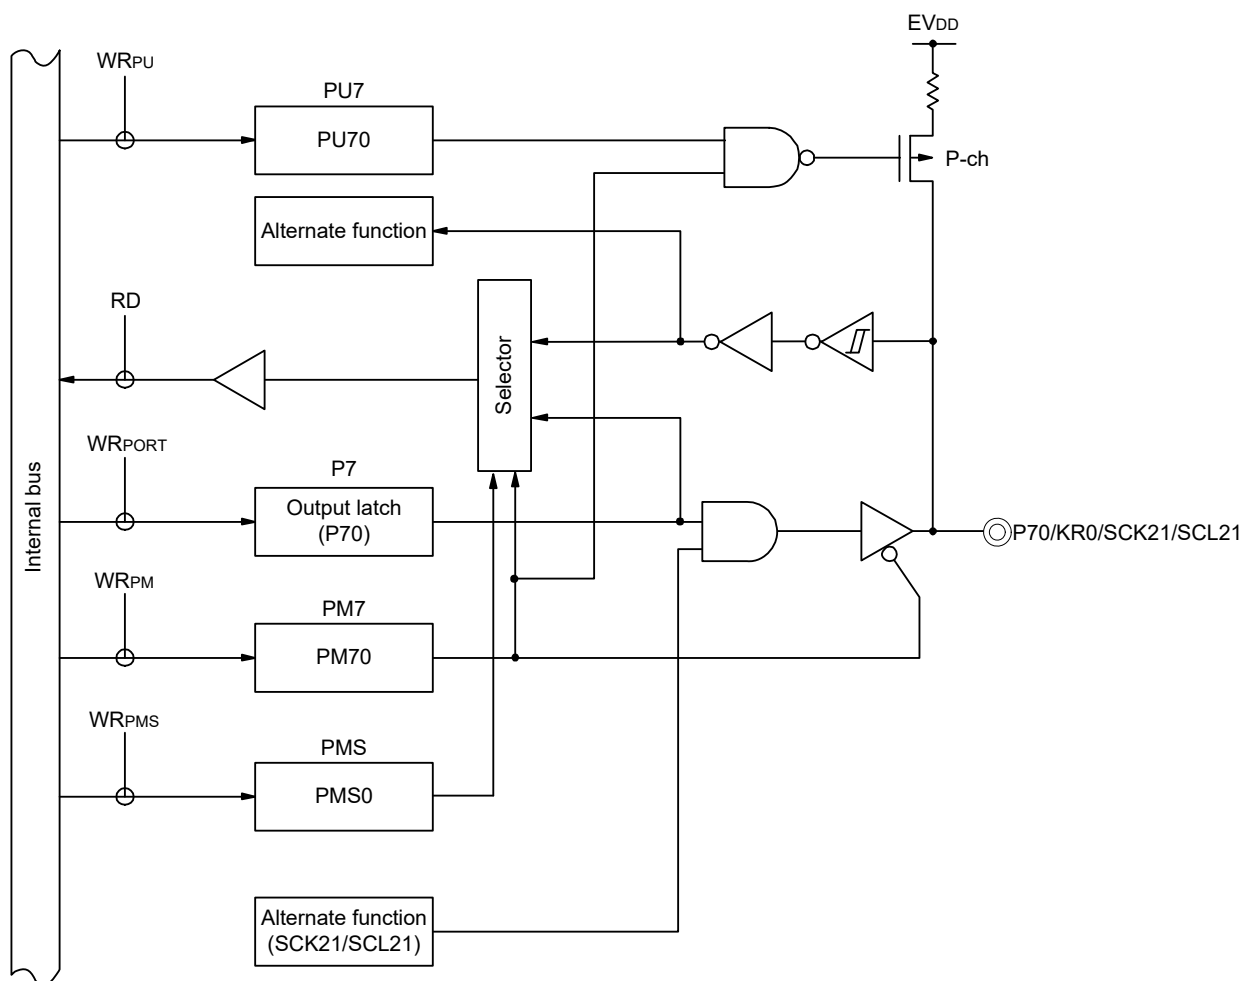 EVDD
WRPU
PU7
PU70
P-ch
Alternate function
RD
Selector
WRPORT
P7
Output latch
(P70)
P70/KR0/SCK21/SCL21
Internal bus
WRPM
PM7
PM70
WRPMS
PMS
PMS0
Alternate function
(SCK21/SCL21)